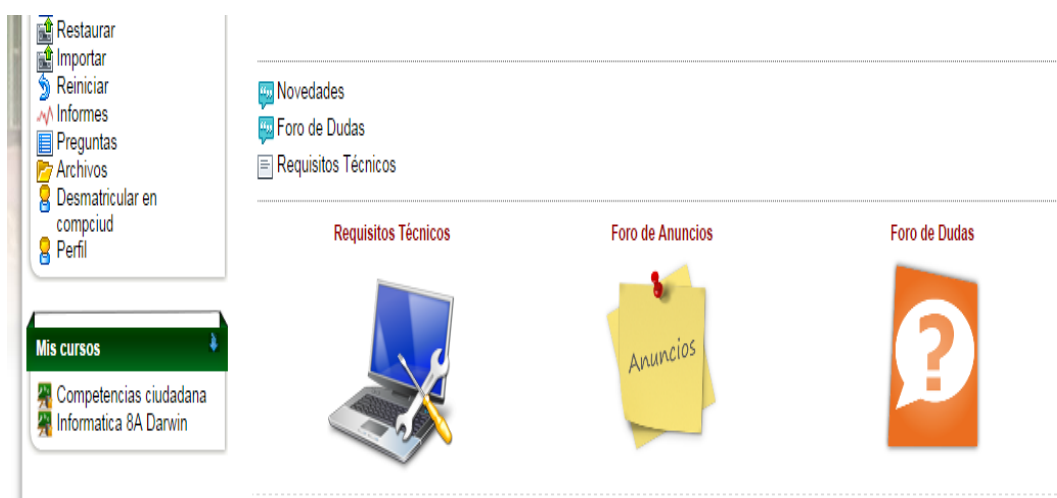 Restaurar
Importar
Reiniciar
Informes
Preguntas
Archivos
Desmatricular en
compciud
Perfil
Mis cursos
Competencias ciudadana
Informatica 8A Darwin
Novedades
Foro de Dudas
Requisitos Técnicos
Requisitos Técnicos
Foro de Anuncios
Foro de Dudas
Anuncios
?